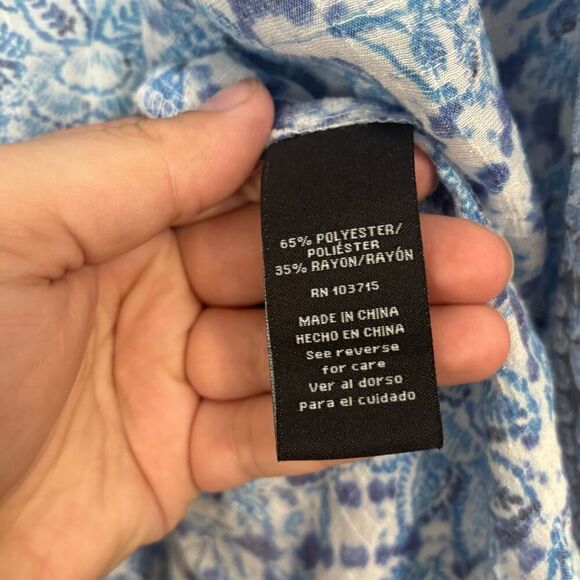 65% POLYESTER/
POLIÉSTER
35% RAYON/RAYÓN
RN 103715
MADE IN CHINA
HECHO EN CHINA
See reverse
for care
Ver al dorso
para el cuidado